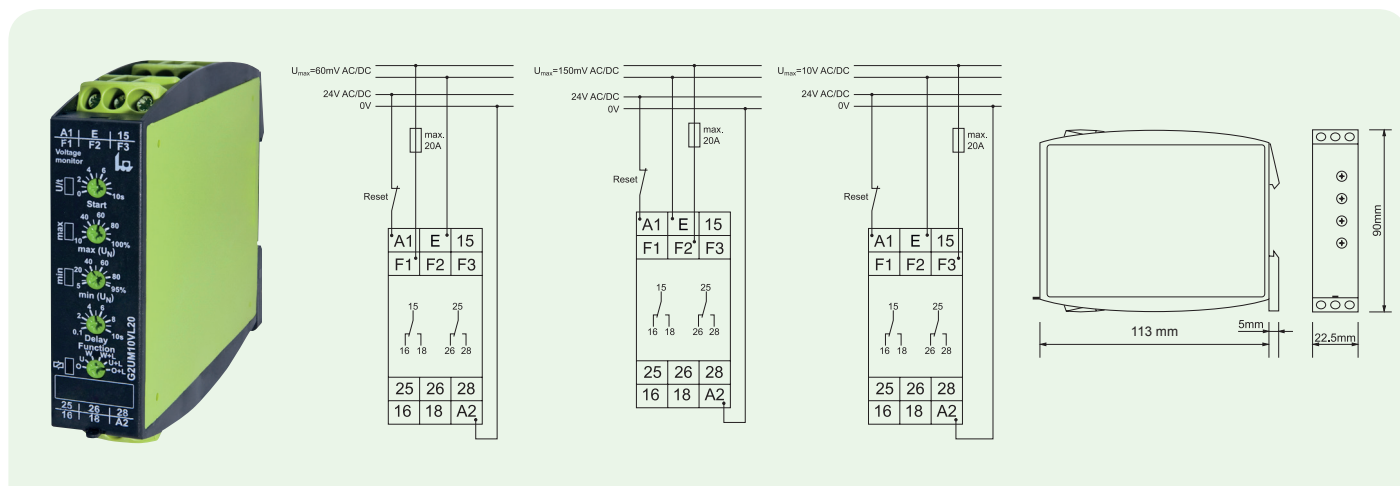 A1 E 15
F1 F2 F3
Voltage
monitor
U/t
0 2 4 6 10s
Start
max
10 40 60 80 100%
max (UN)
min
5 20 40 60 80 95%
min (UN)
0.1 2 4 6 8 10s
Delay
Function
O U W W+L U+L O+L
G2UM10VL20
25 26 28
16 18 A2
Umax=60mV AC/DC
24V AC/DC
0V
max.
20A
Reset
A1 E 15
F1 F2 F3
15 25
16 18 26 28
25 26 28
16 18 A2
Umax=150mV AC/DC
24V AC/DC
0V
max.
20A
Reset
A1 E 15
F1 F2 F3
15 25
16 18 26 28
25 26 28
16 18 A2
Umax=10V AC/DC
24V AC/DC
0V
max.
20A
Reset
A1 E 15
F1 F2 F3
15 25
16 18 26 28
25 26 28
16 18 A2
113 mm
5mm
22.5mm
90mm